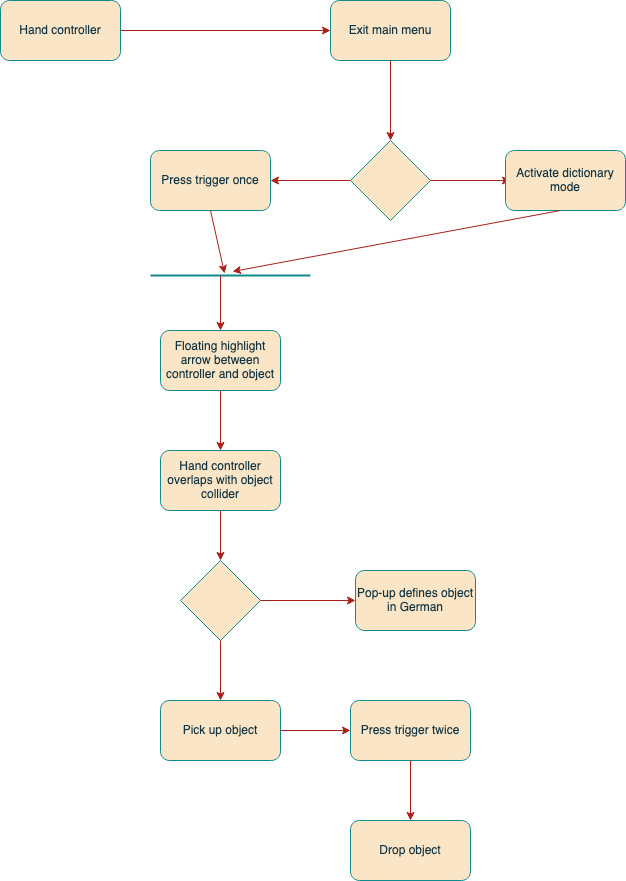 Hand controller
Exit main menu
Press trigger once
Activate dictionary
mode
Floating highlight
arrow between
controller and object
Hand controller
overlaps with object
collider
Pop-up defines object
in German
Pick up object
Press trigger twice
Drop object